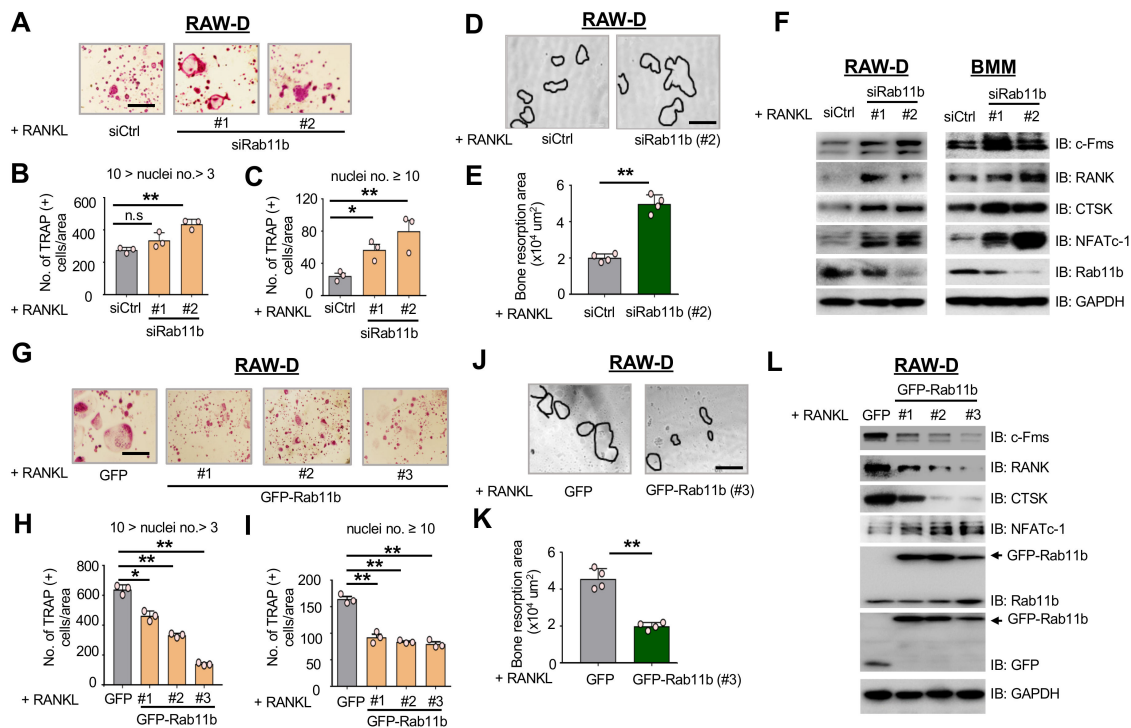 A
RAW-D
+ RANKL
siCtrl
#1
#2
siRab11b
B
10 > nuclei no.> 3
No. of TRAP (+)
cells/area
600
400
200
0
n.s
**
+ RANKL
siCtrl
#1
#2
siRab11b
C
nuclei no. ≥ 10
No. of TRAP (+)
cells/area
120
80
40
0
*
**
+ RANKL
siCtrl
#1
#2
siRab11b
D
RAW-D
+ RANKL
siCtrl
siRab11b (#2)
E
Bone resorption area
(x10⁴ um²)
6
4
2
0
**
+ RANKL
siCtrl
siRab11b (#2)
F
RAW-D
BMM
siRab11b
siRab11b
+ RANKL
siCtrl
#1
#2
siCtrl
#1
#2
IB: c-Fms
IB: RANK
IB: CTSK
IB: NFATc-1
IB: Rab11b
IB: GAPDH
G
RAW-D
+ RANKL
GFP
#1
#2
#3
GFP-Rab11b
H
10 > nuclei no.> 3
No. of TRAP (+)
cells/area
800
600
400
200
0
**
**
*
+ RANKL
GFP
#1
#2
#3
GFP-Rab11b
I
nuclei no. ≥ 10
No. of TRAP (+)
cells/area
200
150
100
50
0
**
**
**
+ RANKL
GFP
#1
#2
#3
GFP-Rab11b
J
RAW-D
+ RANKL
GFP
GFP-Rab11b (#3)
K
Bone resorption area
(x10⁴ um²)
6
4
2
0
**
+ RANKL
GFP
GFP-Rab11b (#3)
L
RAW-D
GFP-Rab11b
+ RANKL
GFP
#1
#2
#3
IB: c-Fms
IB: RANK
IB: CTSK
IB: NFATc-1
GFP-Rab11b
IB: Rab11b
GFP-Rab11b
IB: GFP
IB: GAPDH